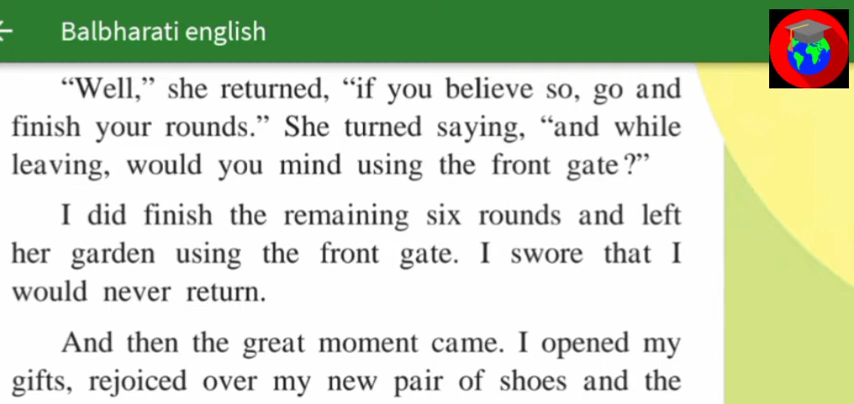 Balbharati english
“Well,” she returned, “if you believe so, go and
finish your rounds.” She turned saying, “and while
leaving, would you mind using the front gate?”
I did finish the remaining six rounds and left
her garden using the front gate. I swore that I
would never return.
And then the great moment came. I opened my
gifts, rejoiced over my new pair of shoes and the